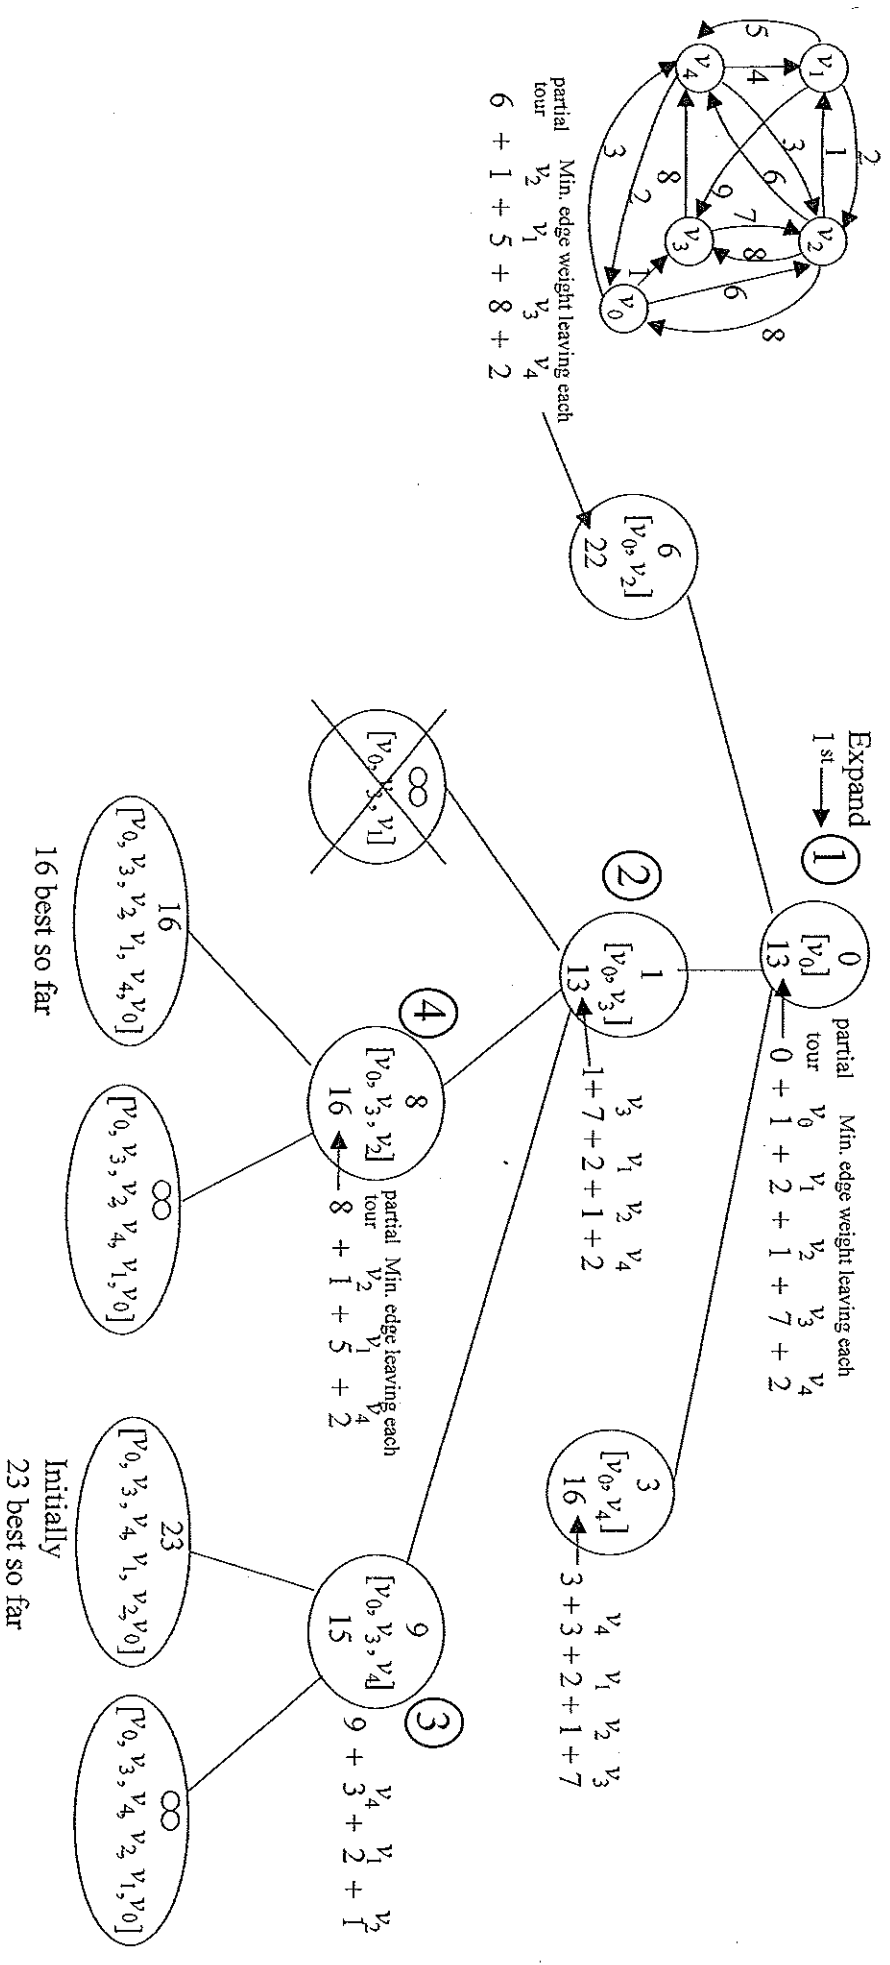 Expand
1st
1
0
[v0]
13
partial Min. edge weight leaving each
tour v0 v1 v2 v3 v4
0 + 1 + 2 + 1 + 7 + 2
v1
v2
v3
v4
v0
2
5
4
1
3
6
9
7
8
8
3
2
1
6
8
6
[v0, v2]
22
2
1
[v0, v3]
13
v3 v1 v2 v4
1 + 7 + 2 + 1 + 2
3
[v0, v4]
16
v4 v1 v2 v3
3 + 3 + 2 + 1 + 7
partial Min. edge weight leaving each
tour v2 v1 v3 v4
6 + 1 + 5 + 8 + 2
∞
[v0, v3, v1]
4
8
[v0, v3, v2]
16
partial Min. edge leaving each
tour v2 v1 v4
8 + 1 + 5 + 2
9
[v0, v3, v4]
15
3
v4 v1 v2
9 + 3 + 2 + 1
16
[v0, v3, v2, v1, v4, v0]
16 best so far
∞
[v0, v3, v2, v4, v1, v0]
23
[v0, v3, v4, v1, v2, v0]
Initially
23 best so far
∞
[v0, v3, v4, v2, v1, v0]